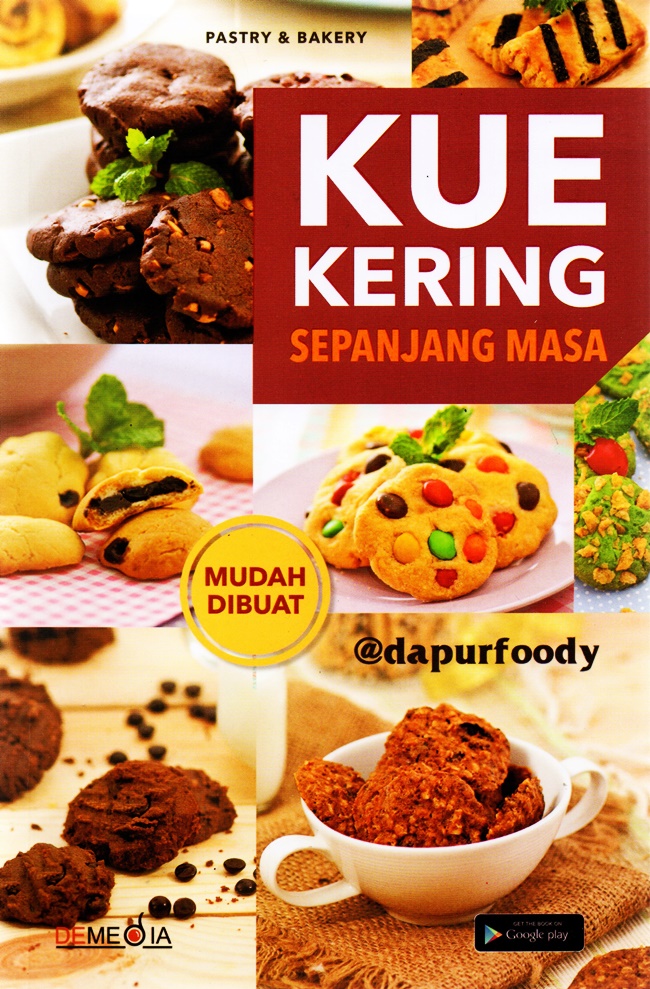 PASTRY & BAKERY
KUE
KERING
SEPANJANG MASA
MUDAH
DIBUAT
@dapurfoody
DEMEDIA
GET THE BOOK ON
Google play